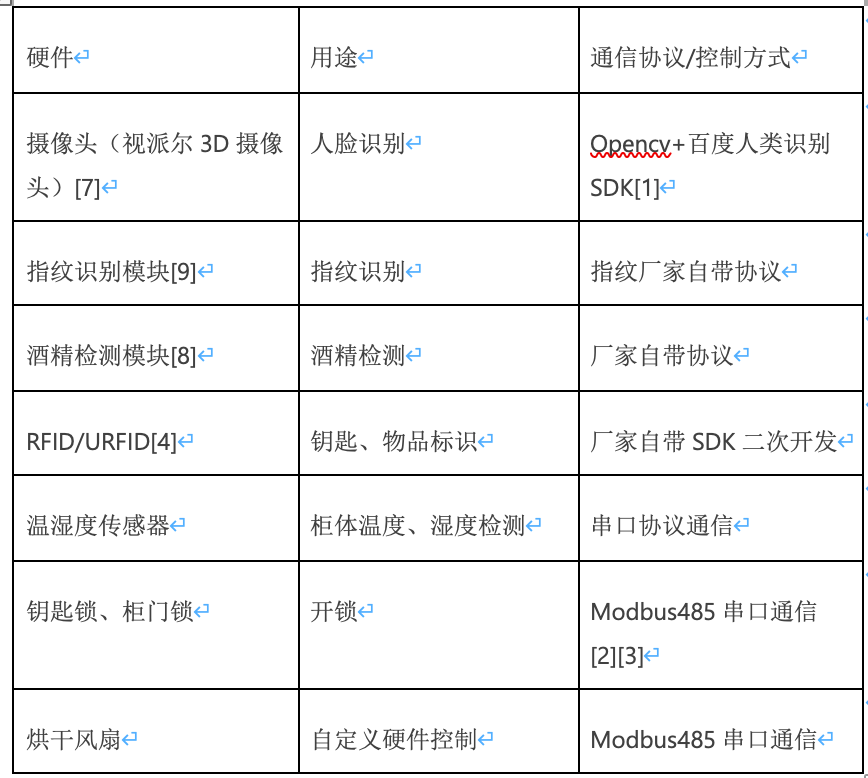 硬件 用途 通信协议/控制方式
摄像头（视派尔 3D 摄像 人脸识别 Opencv+百度人类识别
头）[7] SDK[1]
指纹识别模块[9] 指纹识别 指纹厂家自带协议
酒精检测模块[8] 酒精检测 厂家自带协议
RFID/URFID[4] 钥匙、物品标识 厂家自带 SDK 二次开发
温湿度传感器 柜体温度、湿度检测 串口协议通信
钥匙锁、柜门锁 开锁 Modbus485 串口通信
[2][3]
烘干风扇 自定义硬件控制 Modbus485 串口通信